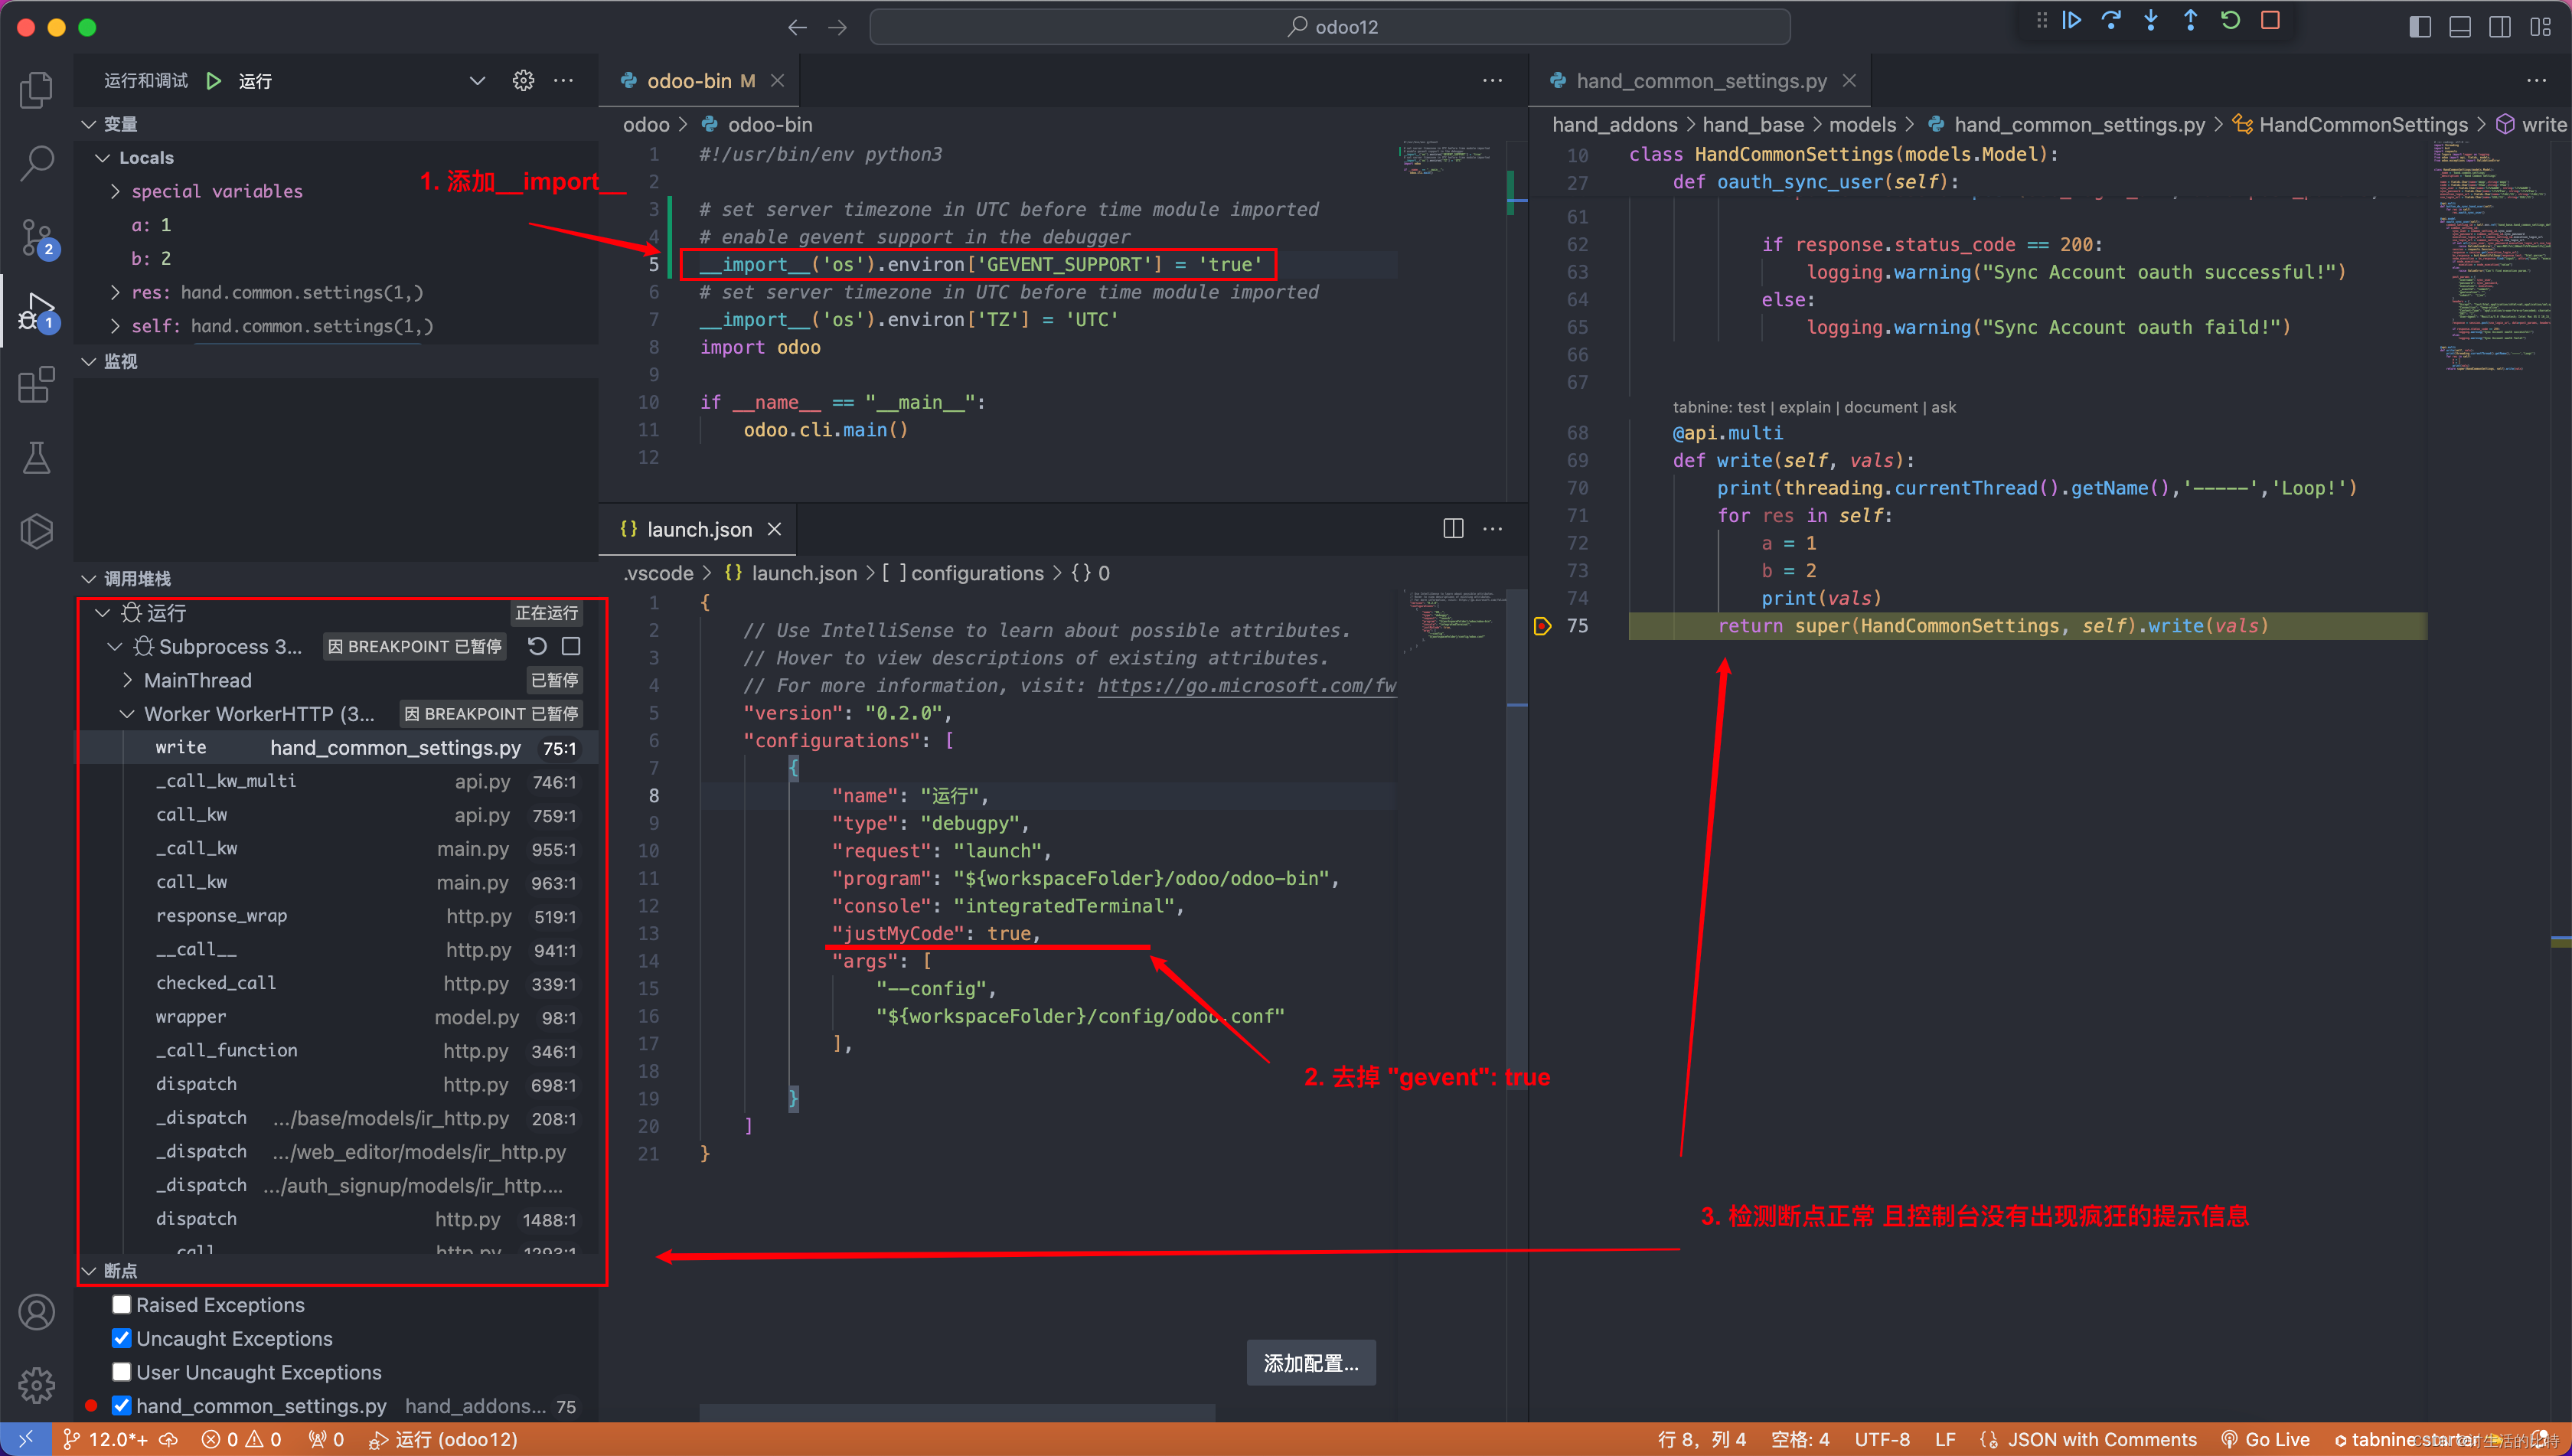 odoo12
运行和调试 运行
变量
Locals
special variables
a: 1
b: 2
res: hand.common.settings(1,)
self: hand.common.settings(1,)
监视
调用堆栈
运行 正在运行
Subprocess 3... 因 BREAKPOINT 已暂停
MainThread 已暂停
Worker WorkerHTTP (3... 因 BREAKPOINT 已暂停
write hand_common_settings.py 75:1
_call_kw_multi api.py 746:1
call_kw api.py 759:1
_call_kw main.py 955:1
call_kw main.py 963:1
response_wrap http.py 519:1
__call__ http.py 941:1
checked_call http.py 339:1
wrapper model.py 98:1
_call_function http.py 346:1
dispatch http.py 698:1
_dispatch .../base/models/ir_http.py 208:1
_dispatch .../web_editor/models/ir_http.py
_dispatch .../auth_signup/models/ir_http....
dispatch http.py 1488:1
断点
Raised Exceptions
Uncaught Exceptions
User Uncaught Exceptions
hand_common_settings.py hand_addons... 75
odoo-bin M
odoo > odoo-bin
1 #!/usr/bin/env python3
2
3 # set server timezone in UTC before time module imported
4 # enable gevent support in the debugger
5 __import__('os').environ['GEVENT_SUPPORT'] = 'true'
6 # set server timezone in UTC before time module imported
7 __import__('os').environ['TZ'] = 'UTC'
8 import odoo
9
10 if __name__ == "__main__":
11 odoo.cli.main()
12
1. 添加__import__
launch.json
.vscode > {} launch.json > [ ] configurations > {} 0
1 {
2 // Use IntelliSense to learn about possible attributes.
3 // Hover to view descriptions of existing attributes.
4 // For more information, visit: https://go.microsoft.com/fw
5 "version": "0.2.0",
6 "configurations": [
7 {
8 "name": "运行",
9 "type": "debugpy",
10 "request": "launch",
11 "program": "${workspaceFolder}/odoo/odoo-bin",
12 "console": "integratedTerminal",
13 "justMyCode": true,
14 "args": [
15 "--config",
16 "${workspaceFolder}/config/odoo.conf"
17 ],
18
19 }
20 ]
21 }
2. 去掉 "gevent": true
添加配置...
hand_common_settings.py
hand_addons > hand_base > models > hand_common_settings.py > HandCommonSettings > write
10 class HandCommonSettings(models.Model):
27 def oauth_sync_user(self):
61
62 if response.status_code == 200:
63 logging.warning("Sync Account oauth successful!")
64 else:
65 logging.warning("Sync Account oauth faild!")
66
67
tabnine: test | explain | document | ask
68 @api.multi
69 def write(self, vals):
70 print(threading.currentThread().getName(),'-----','Loop!')
71 for res in self:
72 a = 1
73 b = 2
74 print(vals)
75 return super(HandCommonSettings, self).write(vals)
3. 检测断点正常 且控制台没有出现疯狂的提示信息
12.0*+ 0 0 0 运行 (odoo12)
行 8，列 4 空格: 4 UTF-8 LF JSON with Comments Go Live tabnine starter